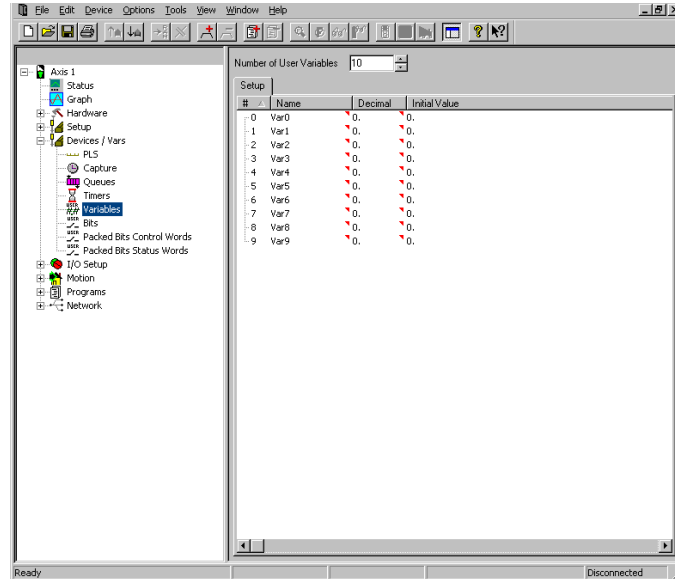 File Edit Device Options Tools View Window Help
Number of User Variables 10
Setup
# Name Decimal Initial Value
0 Var0 0. 0.
1 Var1 0. 0.
2 Var2 0. 0.
3 Var3 0. 0.
4 Var4 0. 0.
5 Var5 0. 0.
6 Var6 0. 0.
7 Var7 0. 0.
8 Var8 0. 0.
9 Var9 0. 0.
Axis 1
Status
Graph
Hardware
Setup
Devices / Vars
PLS
Capture
Queues
Timers
USER ##.## Variables
USER Bits
USER Packed Bits Control Words
USER Packed Bits Status Words
I/O Setup
Motion
Programs
Network
Ready Disconnected